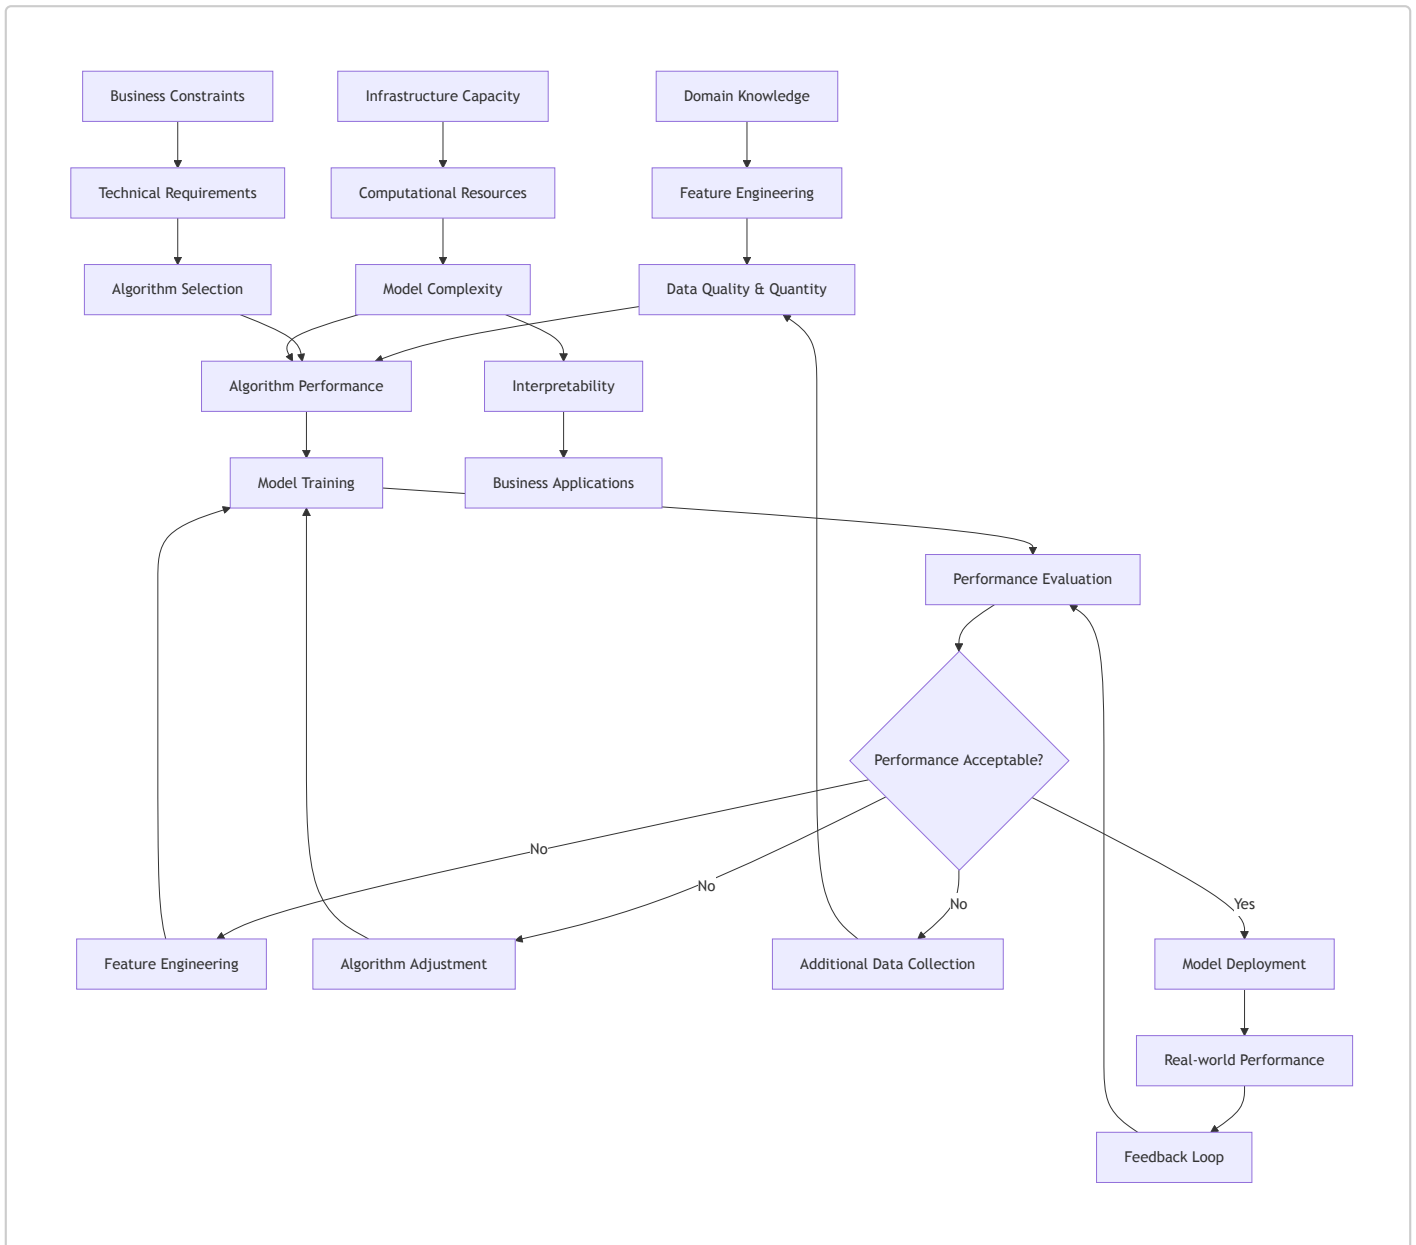 Business Constraints
Infrastructure Capacity
Domain Knowledge
Technical Requirements
Computational Resources
Feature Engineering
Algorithm Selection
Model Complexity
Data Quality & Quantity
Algorithm Performance
Interpretability
Model Training
Business Applications
Performance Evaluation
Performance Acceptable?
No
No
No
Yes
Feature Engineering
Algorithm Adjustment
Additional Data Collection
Model Deployment
Real-world Performance
Feedback Loop